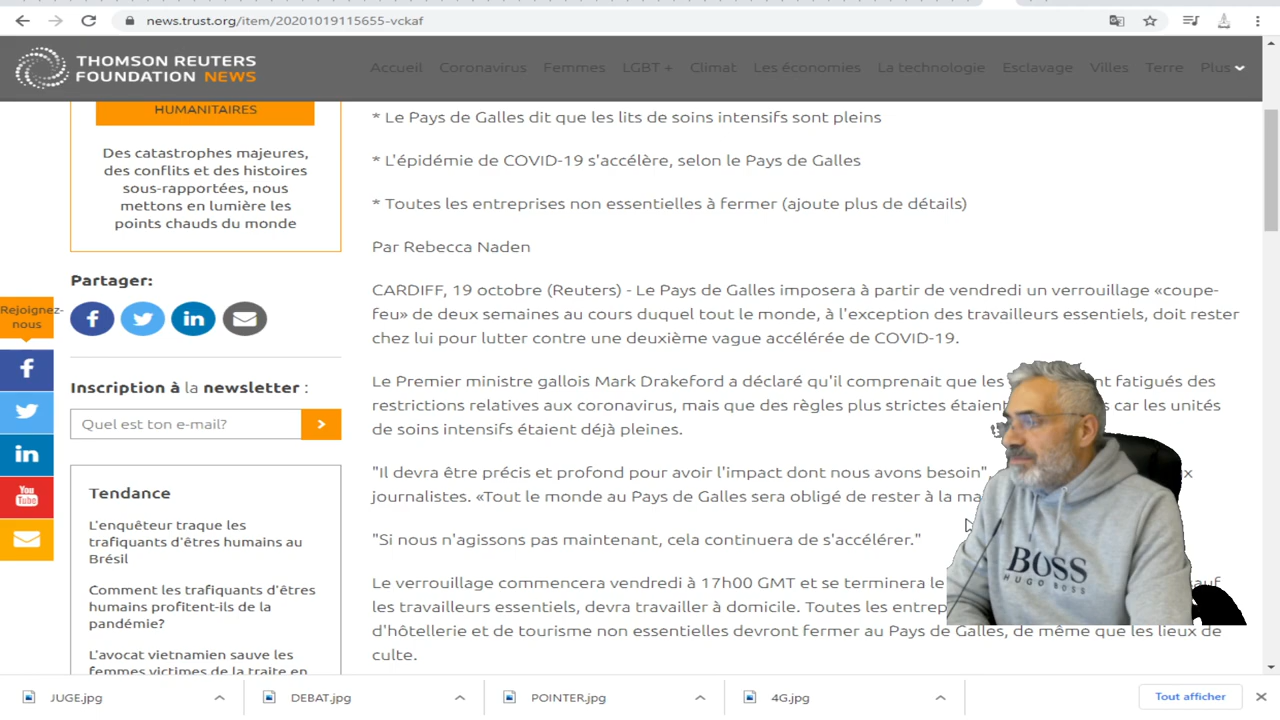 news.trust.org/item/20201019115655-vckaf
THOMSON REUTERS
FOUNDATION NEWS
Accueil Coronavirus Femmes LGBT + Climat Les économies La technologie Esclavage Villes Terre Plus
HUMANITAIRES
Des catastrophes majeures,
des conflits et des histoires
sous-rapportées, nous
mettons en lumière les
points chauds du monde
Partager:
Rejoignez-
nous
Inscription à la newsletter :
Quel est ton e-mail?
You
Tube
Tendance
L'enquêteur traque les
trafiquants d'êtres humains au
Brésil
Comment les trafiquants d'êtres
humains profitent-ils de la
pandémie?
L'avocat vietnamien sauve les
femmes victimes de la traite en
* Le Pays de Galles dit que les lits de soins intensifs sont pleins
* L'épidémie de COVID-19 s'accélère, selon le Pays de Galles
* Toutes les entreprises non essentielles à fermer (ajoute plus de détails)
Par Rebecca Naden
CARDIFF, 19 octobre (Reuters) - Le Pays de Galles imposera à partir de vendredi un verrouillage «coupe-
feu» de deux semaines au cours duquel tout le monde, à l'exception des travailleurs essentiels, doit rester
chez lui pour lutter contre une deuxième vague accélérée de COVID-19.
Le Premier ministre gallois Mark Drakeford a déclaré qu'il comprenait que les fatigués des
restrictions relatives aux coronavirus, mais que des règles plus strictes étaient car les unités
de soins intensifs étaient déjà pleines.
"Il devra être précis et profond pour avoir l'impact dont nous avons besoin",
journalistes. «Tout le monde au Pays de Galles sera obligé de rester à la
"Si nous n'agissons pas maintenant, cela continuera de s'accélérer."
Le verrouillage commencera vendredi à 17h00 GMT et se terminera le
les travailleurs essentiels, devra travailler à domicile. Toutes les
d'hôtellerie et de tourisme non essentielles devront fermer au Pays de Galles, de même que les lieux de
culte.
BOSS
HUGO BOSS
JUGE.jpg
DEBAT.jpg
POINTER.jpg
4G.jpg
Tout afficher